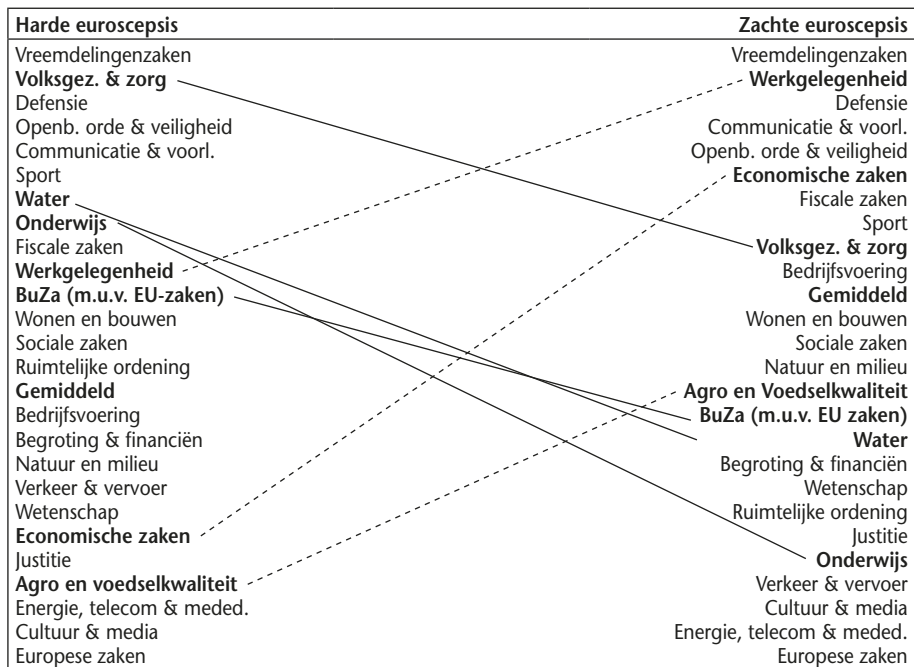 Harde euroscepsis Zachte euroscepsis
Vreemdelingenzaken Vreemdelingenzaken
Volksgez. & zorg Werkgelegenheid
Defensie Defensie
Openb. orde & veiligheid Communicatie & voorl.
Communicatie & voorl. Openb. orde & veiligheid
Sport Economische zaken
Water Fiscale zaken
Onderwijs Sport
Fiscale zaken Volksgez. & zorg
Werkgelegenheid Bedrijfsvoering
BuZa (m.u.v. EU-zaken) Gemiddeld
Wonen en bouwen Wonen en bouwen
Sociale zaken Sociale zaken
Ruimtelijke ordening Natuur en milieu
Gemiddeld Agro en Voedselkwaliteit
Bedrijfsvoering BuZa (m.u.v. EU zaken)
Begroting & financiën Water
Natuur en milieu Begroting & financiën
Verkeer & vervoer Wetenschap
Wetenschap Ruimtelijke ordening
Economische zaken Justitie
Justitie Onderwijs
Agro en voedselkwaliteit Verkeer & vervoer
Energie, telecom & meded. Cultuur & media
Cultuur & media Energie, telecom & meded.
Europese zaken Europese zaken